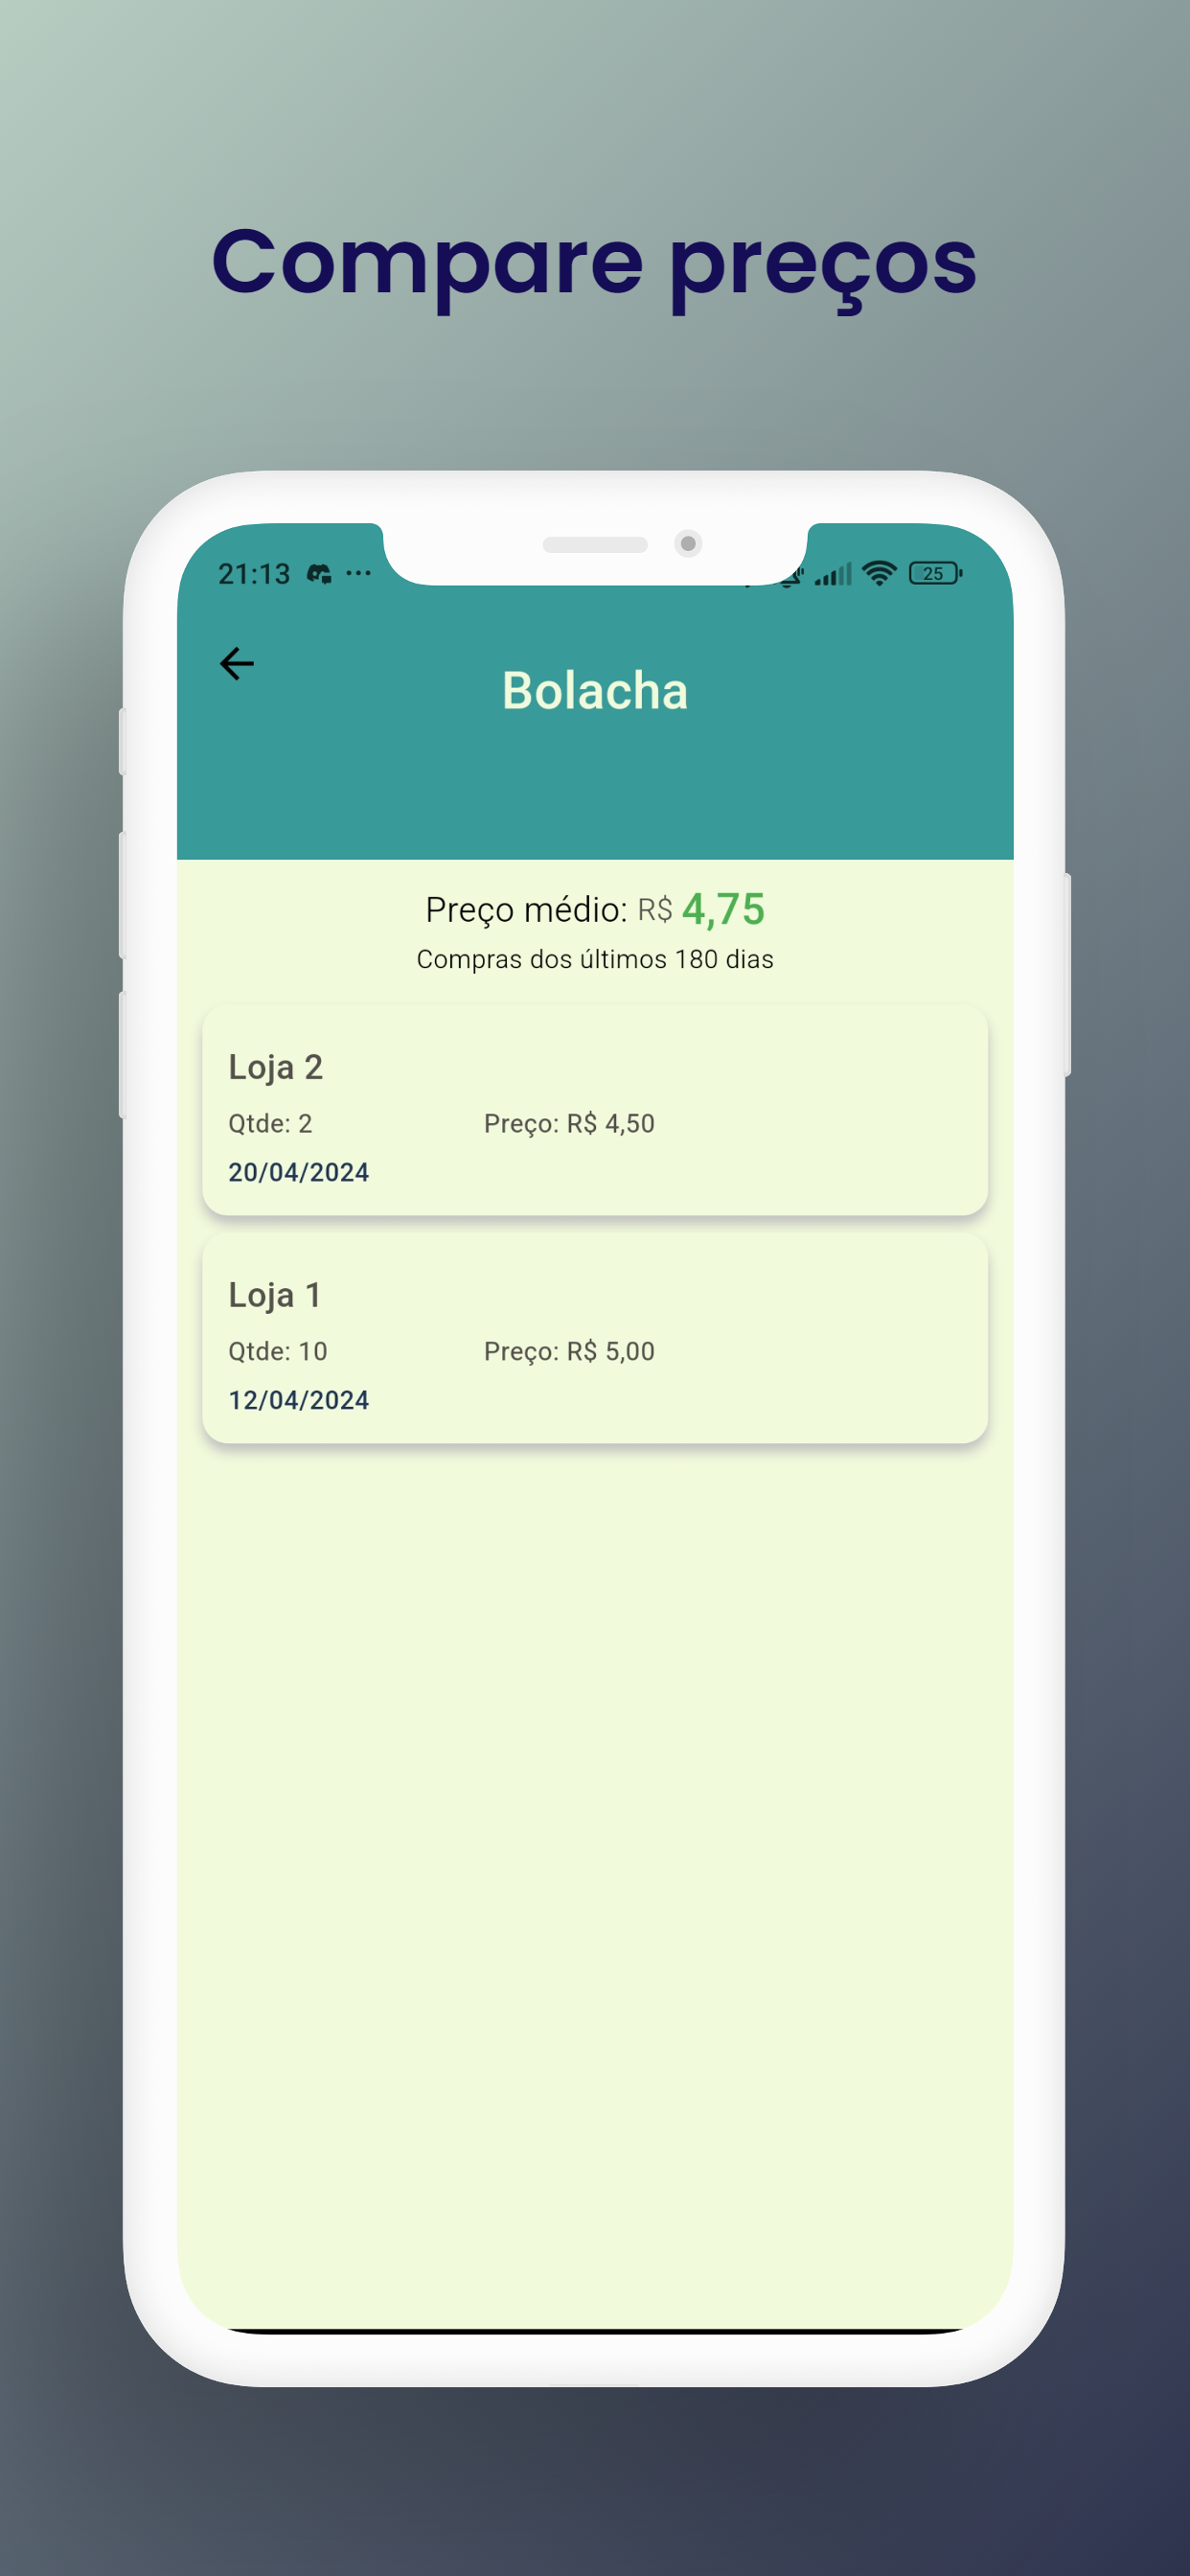 Compare preços
21:13
25
Bolacha
Preço médio: R$ 4,75
Compras dos últimos 180 dias
Loja 2
Qtde: 2 Preço: R$ 4,50
20/04/2024
Loja 1
Qtde: 10 Preço: R$ 5,00
12/04/2024